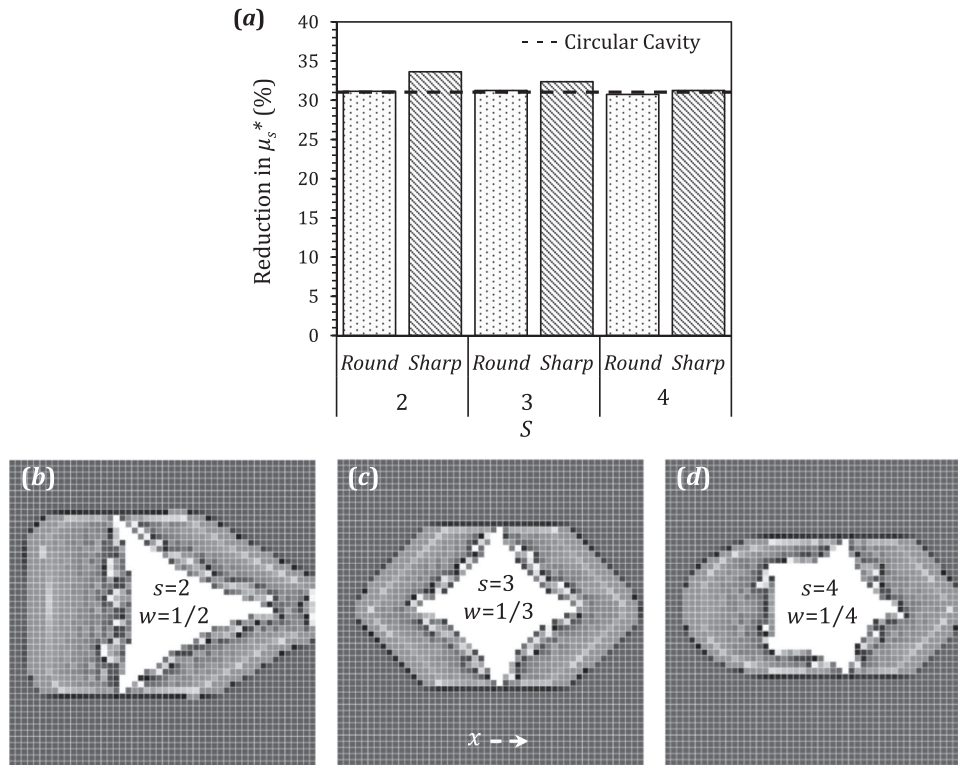 (a)
40
35
30
25
20
15
10
5
0
Reduction in μs* (%)
Circular Cavity
Round Sharp Round Sharp Round Sharp
2 3 4
S
(b) (c) (d)
s=2 s=3 s=4
w=1/2 w=1/3 w=1/4
x